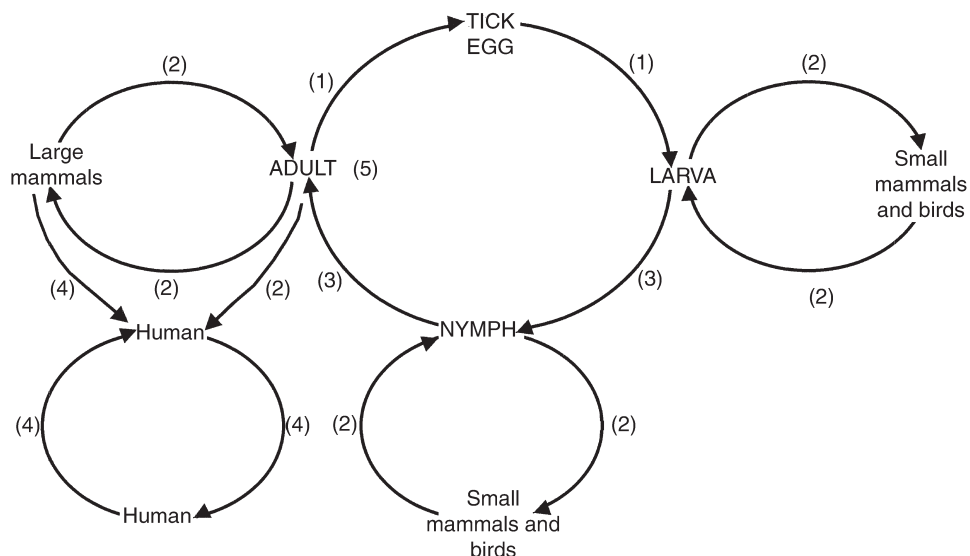 TICK
EGG
(2)
(1)
(1)
(2)
Large
mammals
ADULT (5)
LARVA
Small
mammals
and birds
(4)
(2)
(2)
(3)
(3)
(2)
Human
NYMPH
(4)
(4)
(2)
(2)
Human
Small
mammals and
birds